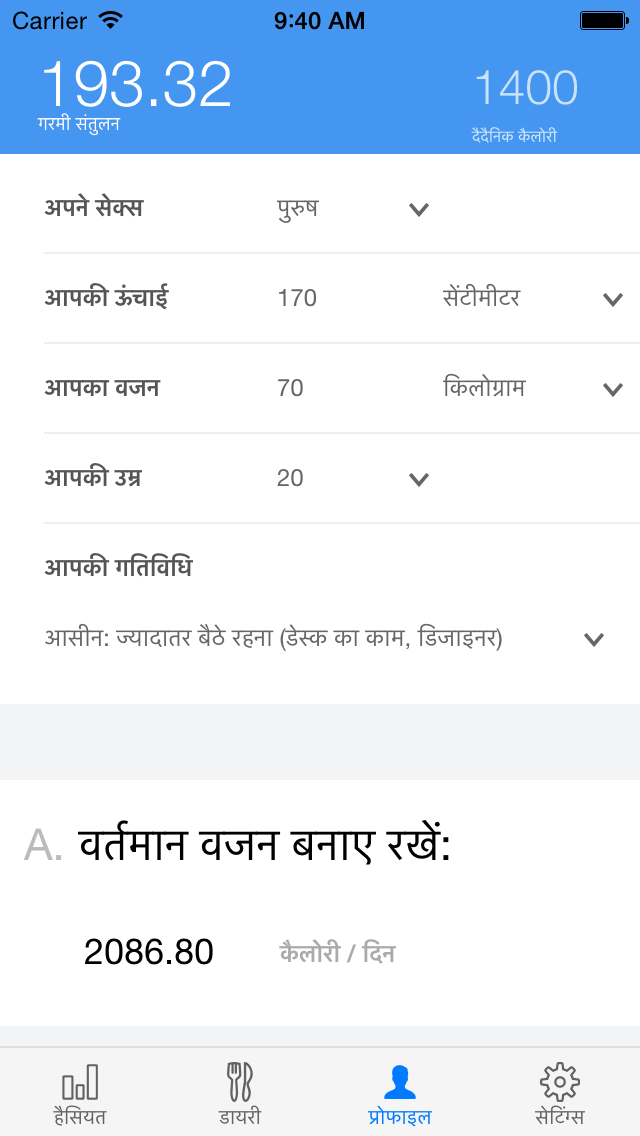 Carrier 9:40 AM
193.32 1400
गरमी संतुलन दैदैनिक कैलोरी
अपने सेक्स पुरुष
आपकी ऊंचाई 170 सेंटीमीटर
आपका वजन 70 किलोग्राम
आपकी उम्र 20
आपकी गतिविधि
आसीन: ज्यादातर बैठे रहना (डेस्क का काम, डिजाइनर)
A. वर्तमान वजन बनाए रखें:
2086.80 कैलोरी / दिन
हैसियत डायरी प्रोफाइल सेटिंग्स